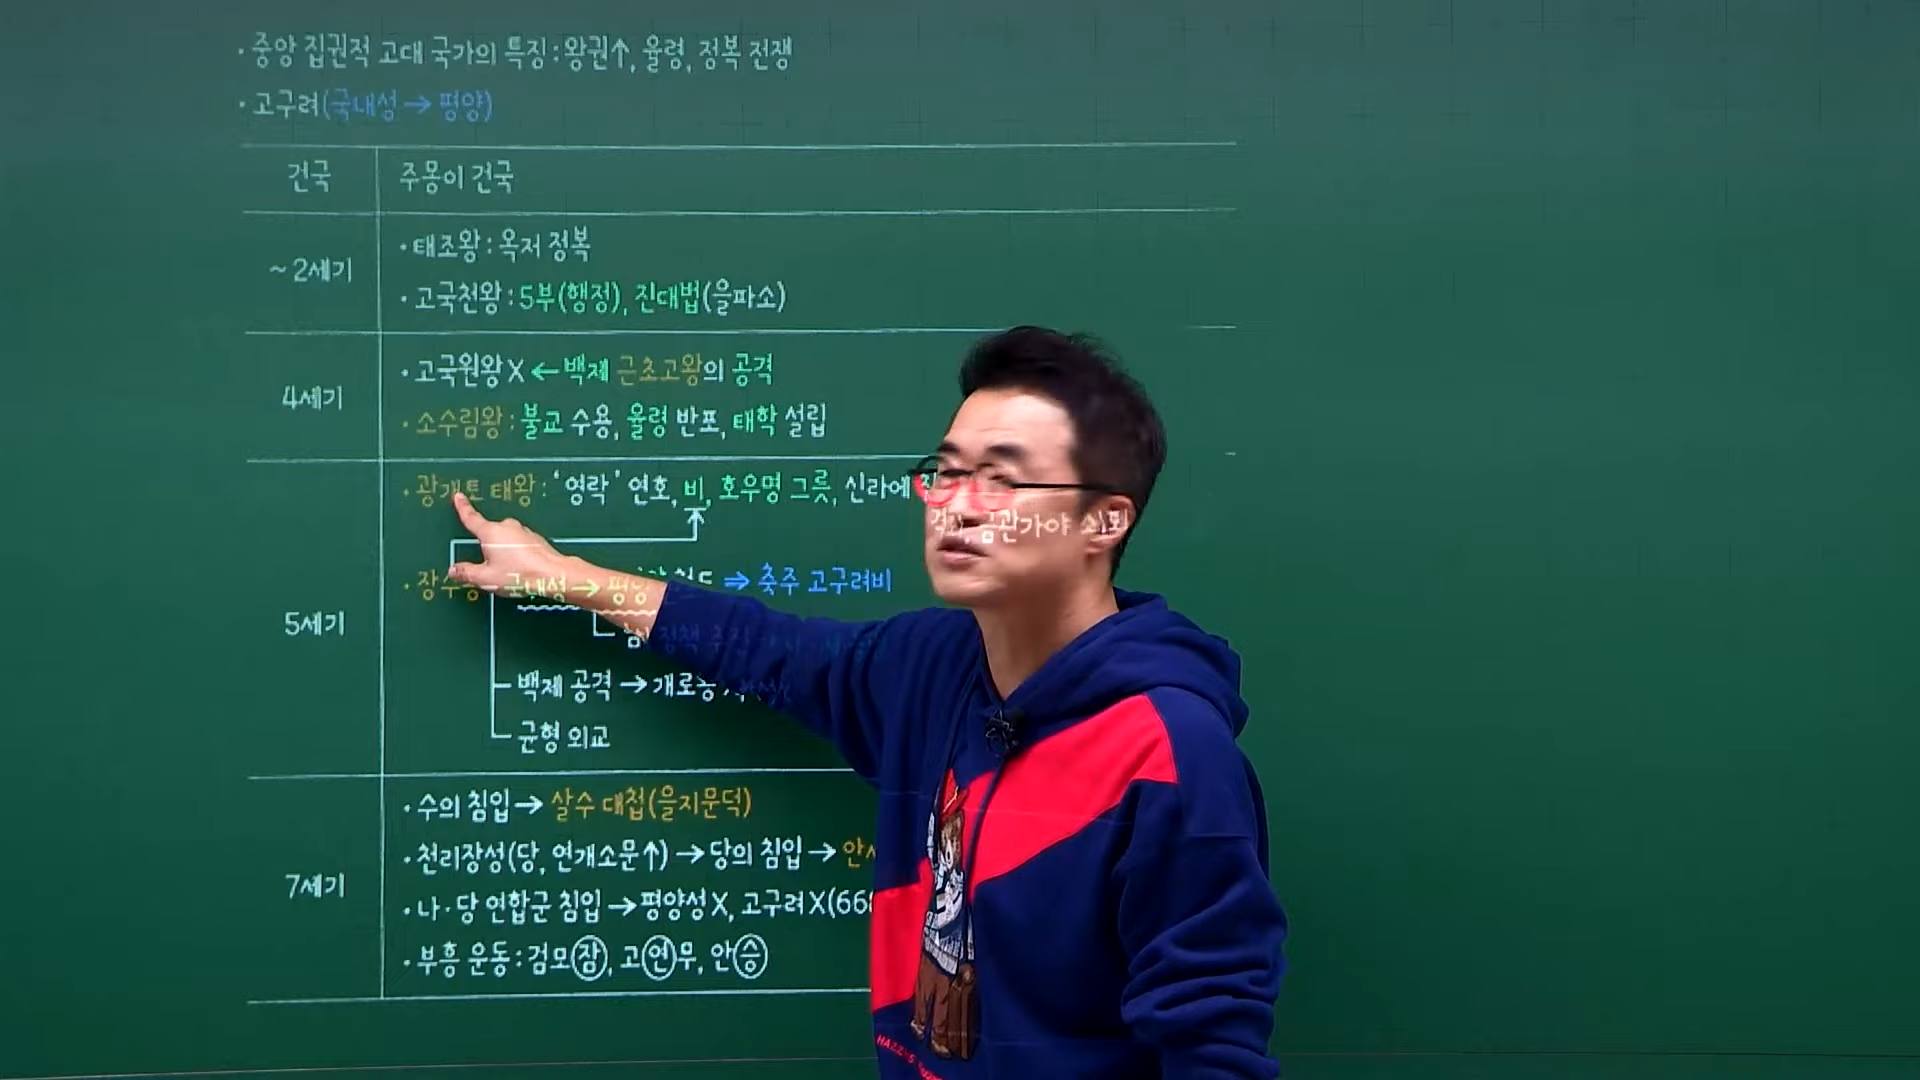 · 중앙 집권적 고대 국가의 특징 : 왕권↑, 율령, 정복 전쟁
· 고구려(국내성 → 평양)
건국 주몽이 건국
~2세기
· 태조왕 : 옥저 정복
· 고국천왕 : 5부(행정), 진대법(을파소)
4세기
· 고국원왕X ← 백제 근초고왕의 공격
· 소수림왕 : 불교 수용, 율령 반포, 태학 설립
5세기
· 광개토 태왕 : '영락' 연호, 비, 호우명 그릇, 신라에
금관가야 쇠퇴
· 장수왕 국내성 → 평양 ⇒ 충주 고구려비
정책 추진
백제 공격 →
균형 외교
7세기
· 수의 침입 → 살수 대첩(을지문덕)
· 천리장성(당, 연개소문↑) → 당의 침입 →
· 나·당 연합군 침입 → 평양성X, 고구려X(66
· 부흥 운동 : 검모잠, 고연무, 안승